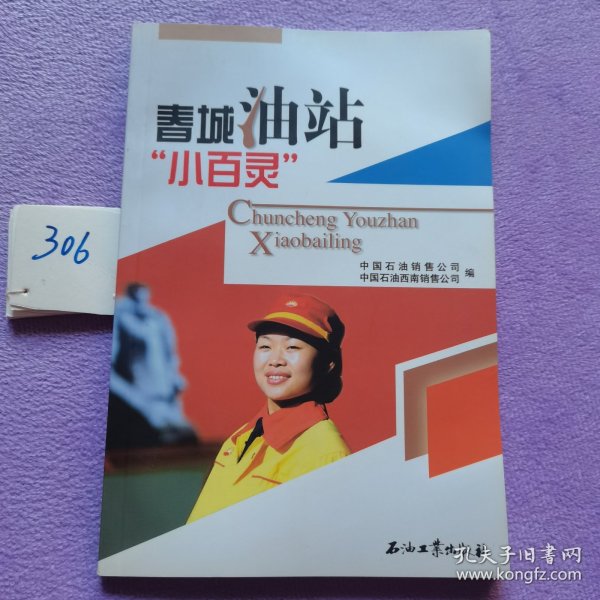 春城油站
“小百灵”
Chuncheng Youzhan
Xiaobailing
中国石油销售公司
中国石油西南销售公司 编
306
石油工业出版社
孔夫子旧书网
www.kongfz.com